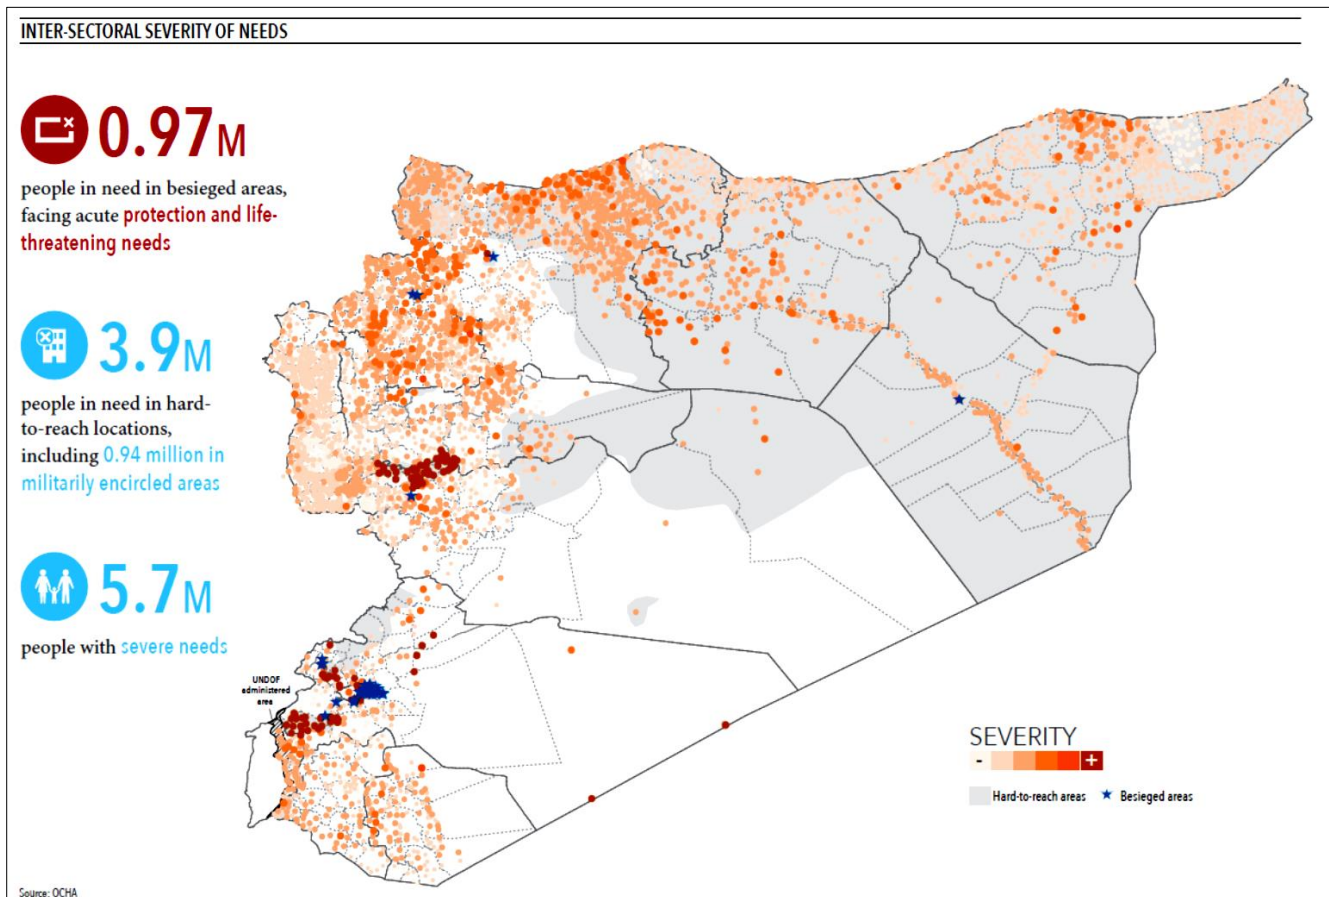 INTER-SECTORAL SEVERITY OF NEEDS
0.97M
people in need in besieged areas,
facing acute protection and life-
threatening needs
3.9M
people in need in hard-
to-reach locations,
including 0.94 million in
militarily encircled areas
5.7M
people with severe needs
UNDOF
administered
area
SEVERITY
- +
Hard-to-reach areas
Besieged areas
Source: OCHA